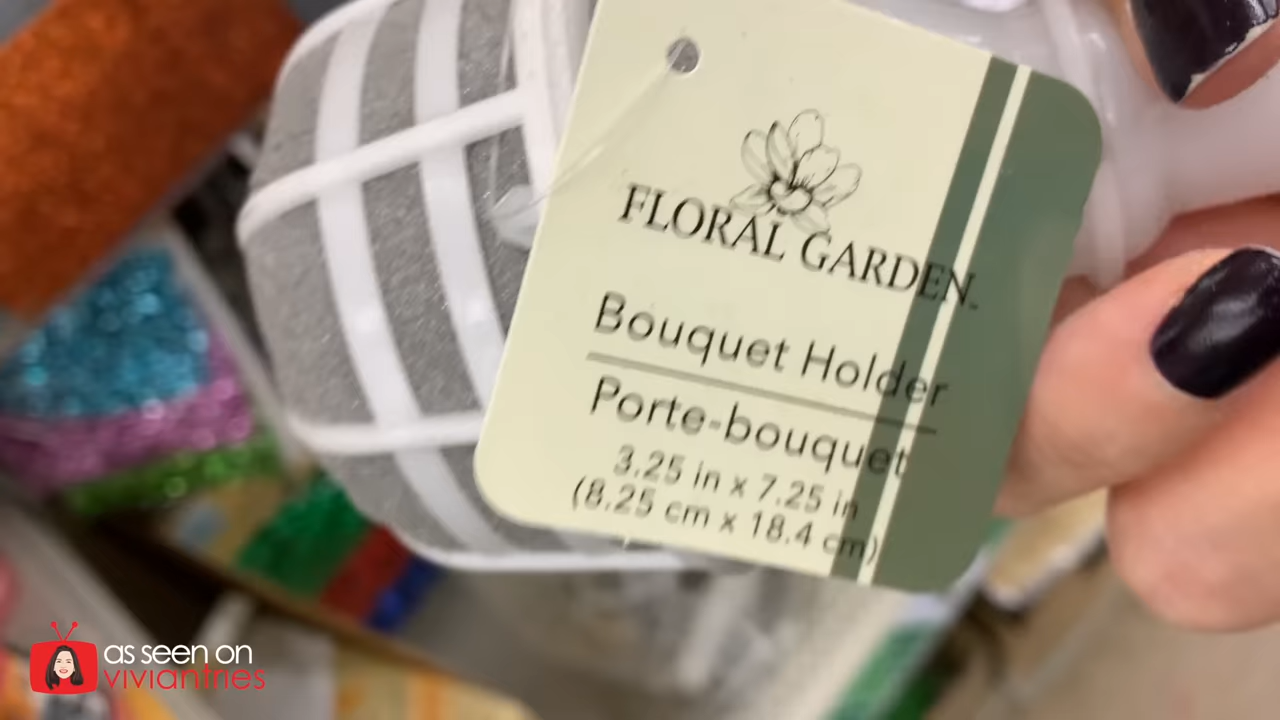 FLORAL GARDEN.
Bouquet Holder
Porte-bouquet
3.25 in x 7.25 in
(8.25 cm x 18.4 cm)
as seen on
viviantries